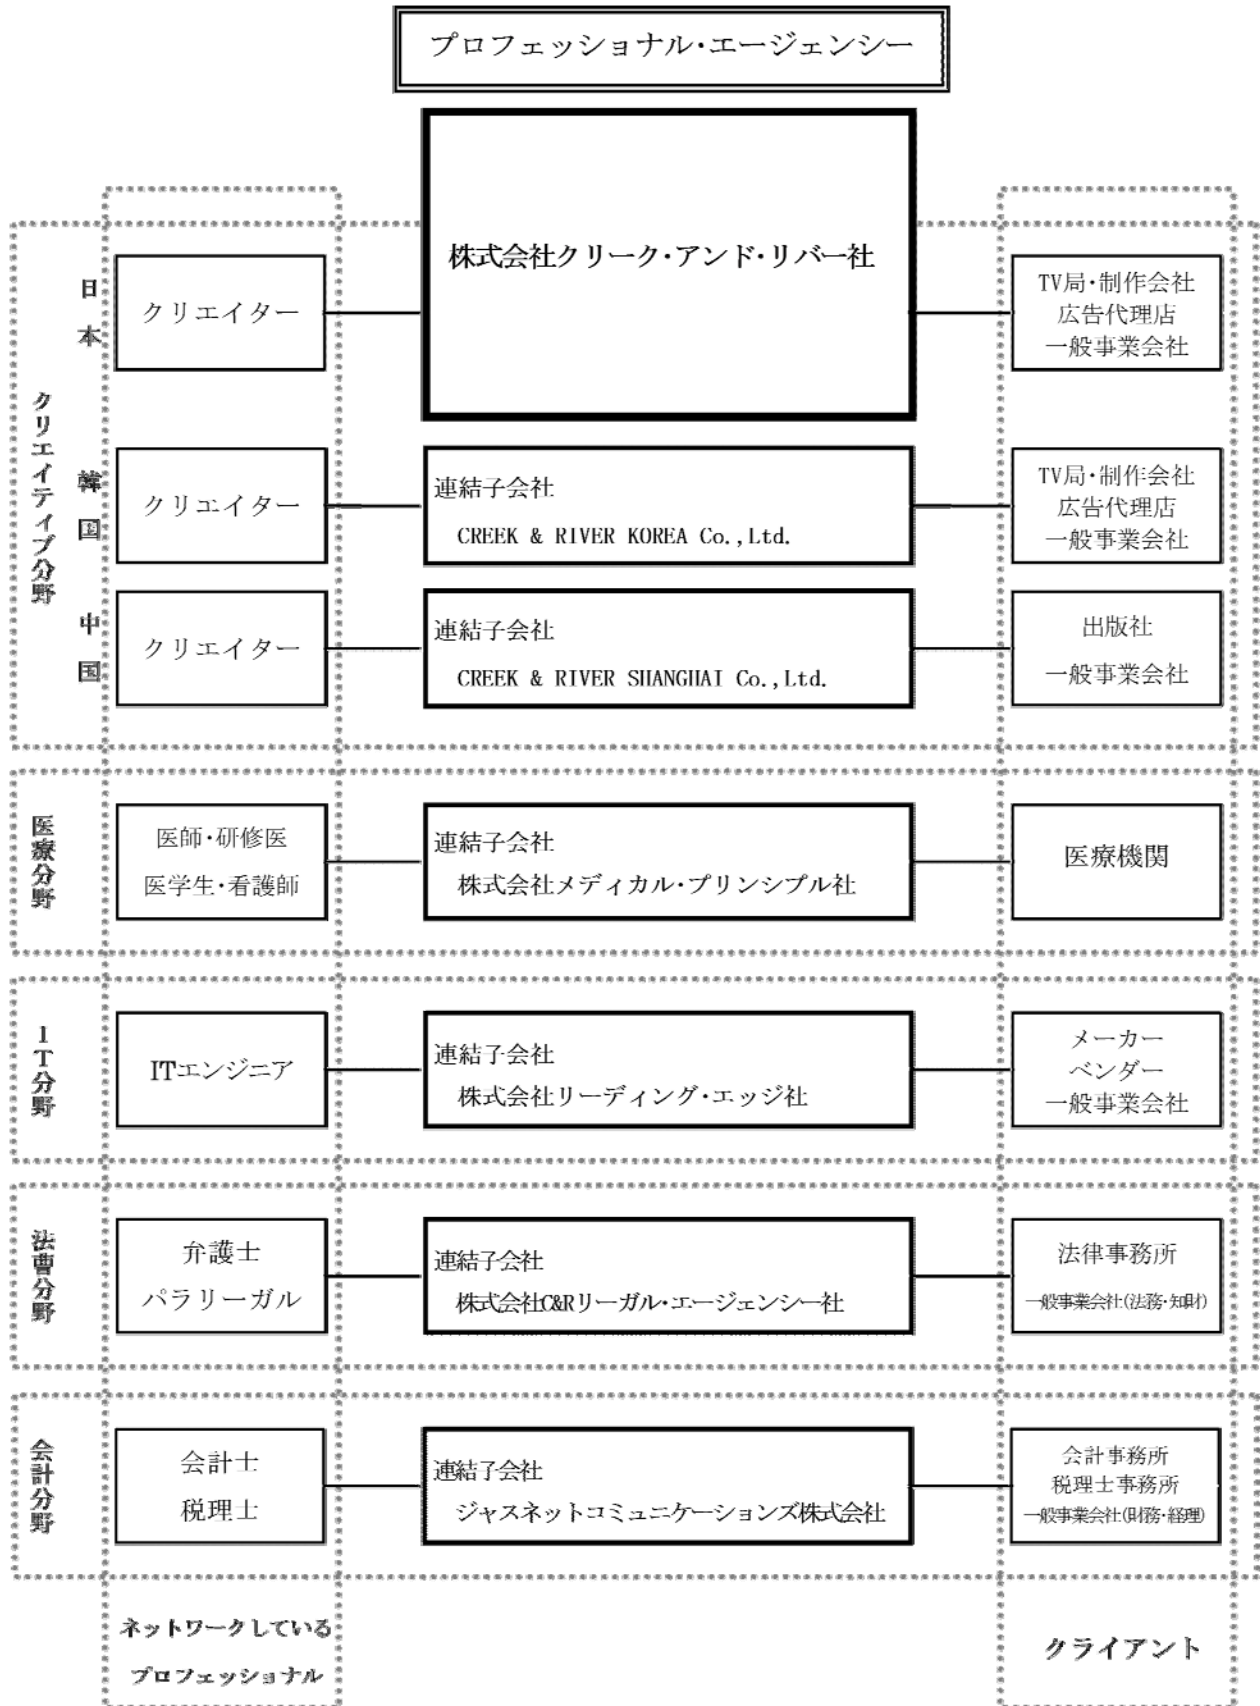 プロフェッショナル・エージェンシー
株式会社クリーク・アンド・リバー社
クリエイティブ分野
日本
クリエイター
TV局・制作会社
広告代理店
一般事業会社
韓国
クリエイター
連結子会社
CREEK & RIVER KOREA Co.,Ltd.
TV局・制作会社
広告代理店
一般事業会社
中国
クリエイター
連結子会社
CREEK & RIVER SHANGHAI Co.,Ltd.
出版社
一般事業会社
医療分野
医師・研修医
医学生・看護師
連結子会社
株式会社メディカル・プリンシプル社
医療機関
IT分野
ITエンジニア
連結子会社
株式会社リーディング・エッジ社
メーカー
ベンダー
一般事業会社
法曹分野
弁護士
パラリーガル
連結子会社
株式会社C&Rリーガル・エージェンシー社
法律事務所
一般事業会社(法務・知財)
会計分野
会計士
税理士
連結子会社
ジャスネットコミュニケーションズ株式会社
会計事務所
税理士事務所
一般事業会社(財務・経理)
ネットワークしている
プロフェッショナル
クライアント